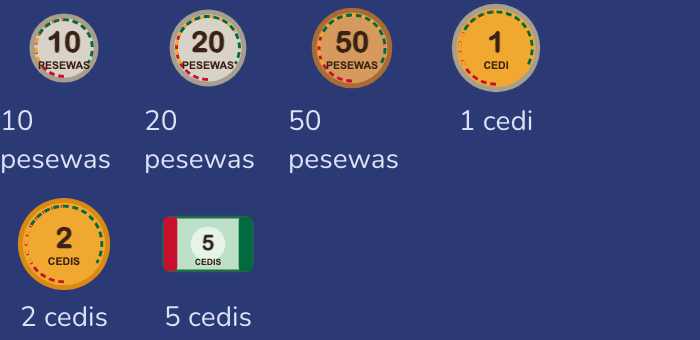 10
PESEWAS
20
PESEWAS
50
PESEWAS
1
CEDI
10 pesewas
20 pesewas
50 pesewas
1 cedi
2
CEDIS
5
CEDIS
2 cedis
5 cedis